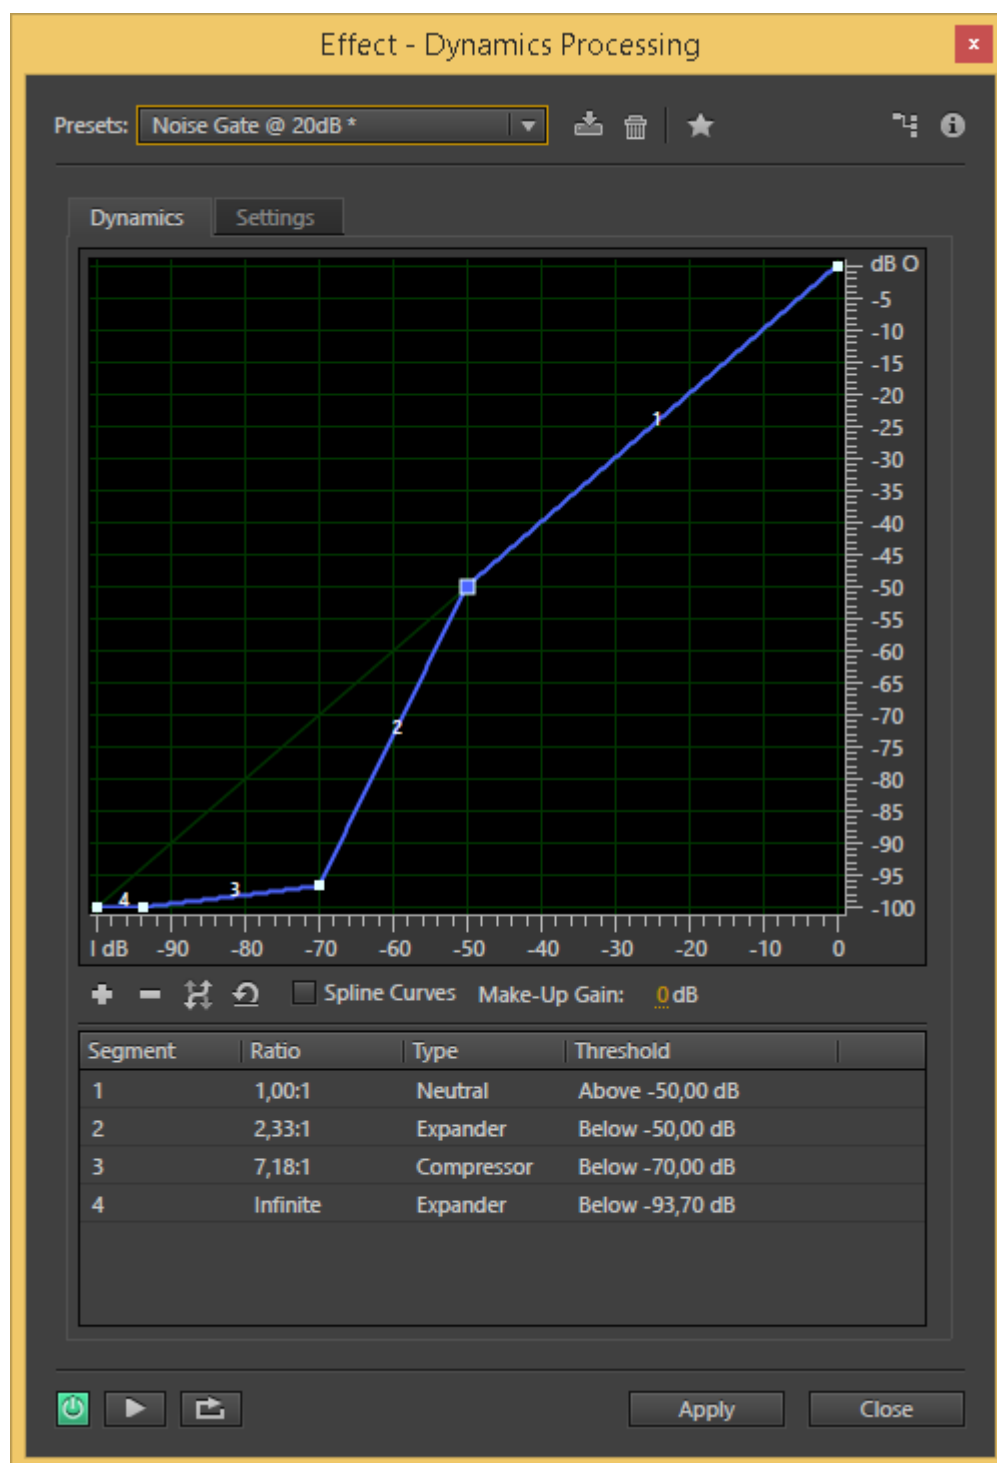 Effect - Dynamics Processing
x
Presets: Noise Gate @ 20dB *
Dynamics Settings
dB O
-5
-10
-15
-20
-25
-30
-35
-40
-45
-50
-55
-60
-65
-70
-75
-80
-85
-90
-95
-100
1
2
3
4
I dB -90 -80 -70 -60 -50 -40 -30 -20 -10 0
Spline Curves Make-Up Gain: 0 dB
Segment Ratio Type Threshold
1 1,00:1 Neutral Above -50,00 dB
2 2,33:1 Expander Below -50,00 dB
3 7,18:1 Compressor Below -70,00 dB
4 Infinite Expander Below -93,70 dB
Apply Close